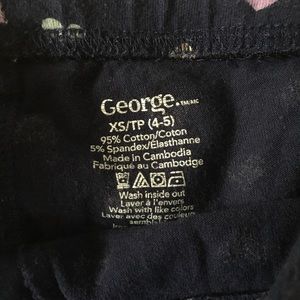 George. TM/MC
XS/TP (4-5)
95% Cotton/Coton
5% Spandex/Elasthanne
Made in Cambodia
Fabriqué au Cambodge
Wash inside out
Laver à l'envers
Wash with like colors
Laver avec des couleurs